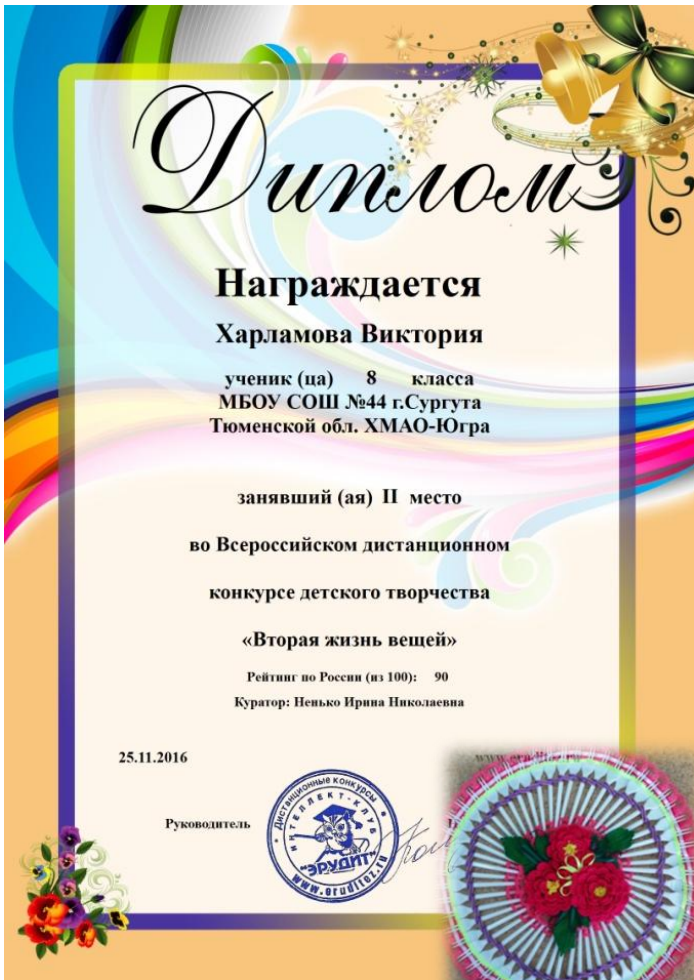 Диплом
Награждается
Харламова Виктория
ученик (ца) 8 класса
МБОУ СОШ №44 г.Сургута
Тюменской обл. ХМАО-Югра
занявший (ая) II место
во Всероссийском дистанционном
конкурсе детского творчества
«Вторая жизнь вещей»
Рейтинг по России (из 100): 90
Куратор: Ненько Ирина Николаевна
25.11.2016
Руководитель
Дистанционные конкурсы
ИНТЕЛЛЕКТ-КЛУБ
"ЭРУДИТ"
www.erudit